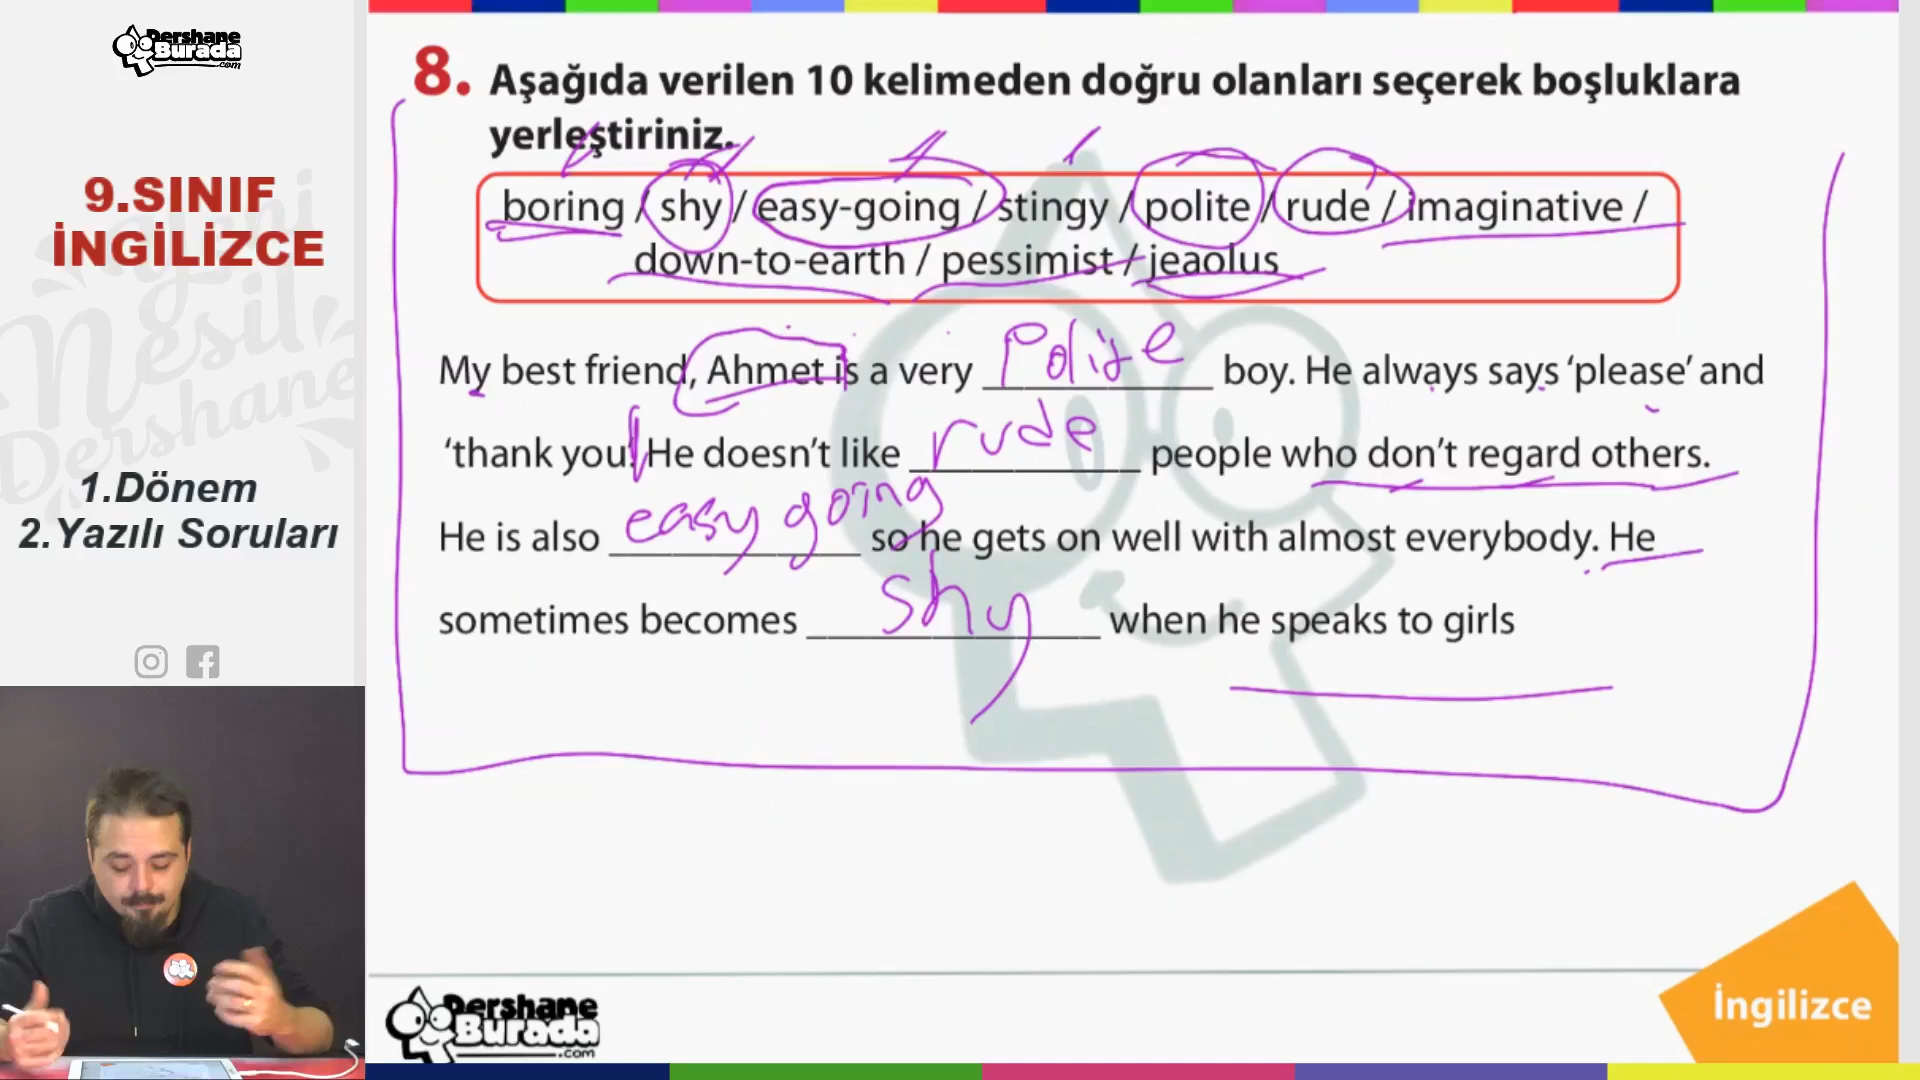 Dershane
Burada
.com
9.SINIF
İNGİLİZCE
Yeni
Nesil
Dershane
1.Dönem
2.Yazılı Soruları
8. Aşağıda verilen 10 kelimeden doğru olanları seçerek boşluklara
yerleştiriniz.
boring / shy / easy-going / stingy / polite / rude / imaginative /
down-to-earth / pessimist / jeaolus
My best friend, Ahmet is a very polite boy. He always says ‘please’ and
‘thank you’. He doesn’t like rude people who don’t regard others.
He is also easy going so he gets on well with almost everybody. He
sometimes becomes shy when he speaks to girls
Dershane
Burada
.com
İngilizce